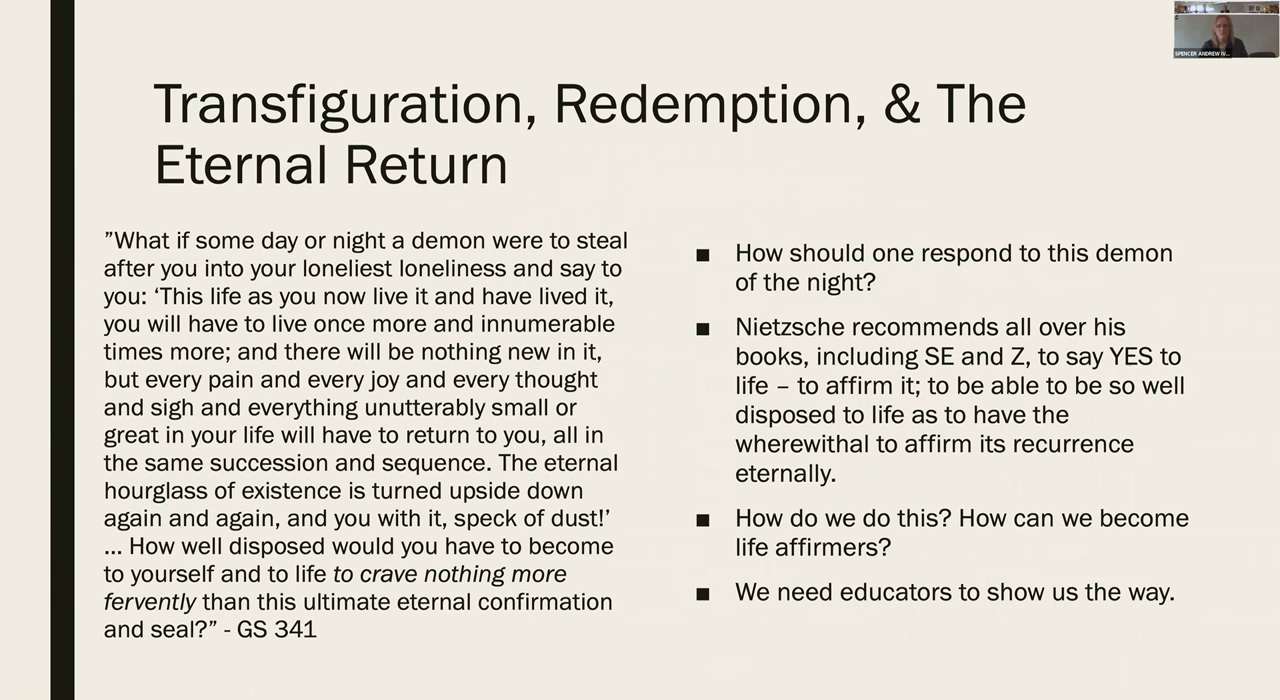 SPENCER ANDREW IV...
Transfiguration, Redemption, & The
Eternal Return
”What if some day or night a demon were to steal
after you into your loneliest loneliness and say to
you: ‘This life as you now live it and have lived it,
you will have to live once more and innumerable
times more; and there will be nothing new in it,
but every pain and every joy and every thought
and sigh and everything unutterably small or
great in your life will have to return to you, all in
the same succession and sequence. The eternal
hourglass of existence is turned upside down
again and again, and you with it, speck of dust!’
... How well disposed would you have to become
to yourself and to life to crave nothing more
fervently than this ultimate eternal confirmation
and seal?” - GS 341
■ How should one respond to this demon
of the night?
■ Nietzsche recommends all over his
books, including SE and Z, to say YES to
life – to affirm it; to be able to be so well
disposed to life as to have the
wherewithal to affirm its recurrence
eternally.
■ How do we do this? How can we become
life affirmers?
■ We need educators to show us the way.